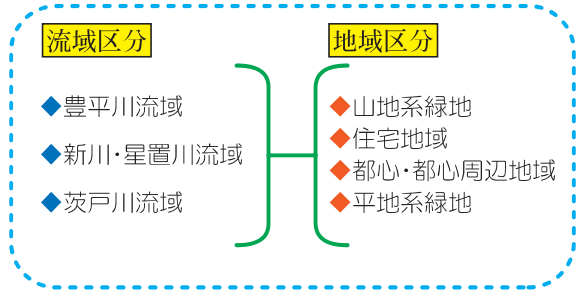 流域区分
◆豊平川流域
◆新川・星置川流域
◆茨戸川流域
地域区分
◆山地系緑地
◆住宅地域
◆都心・都心周辺地域
◆平地系緑地